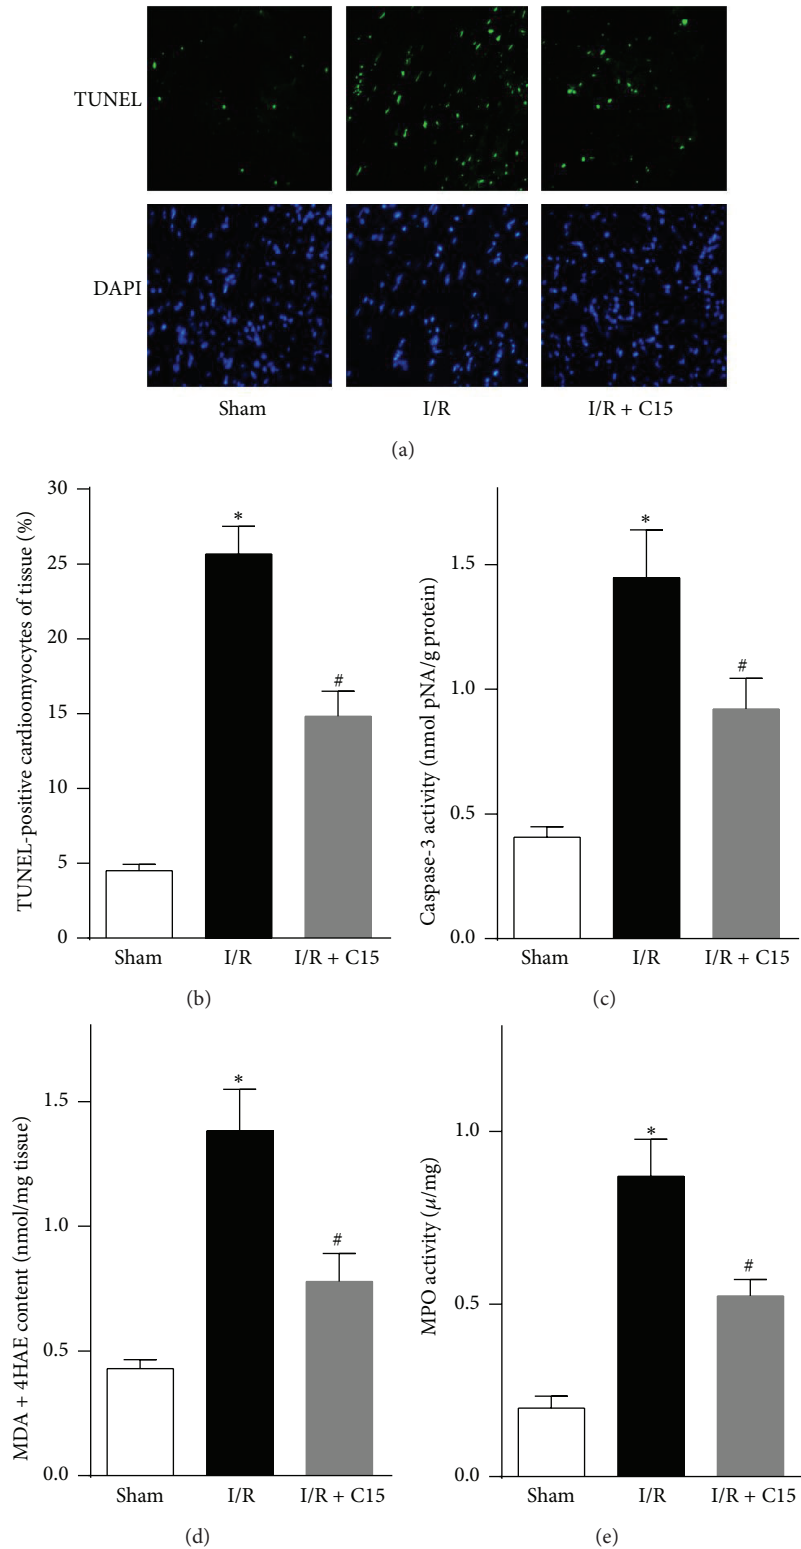 TUNEL
DAPI
Sham I/R I/R + C15
(a)
TUNEL-positive cardioomyocytes of tissue (%)
30
25
20
15
10
5
0
*
#
Sham I/R I/R + C15
(b)
Caspase-3 activity (nmol pNA/g protein)
1.5
1.0
0.5
0.0
*
#
Sham I/R I/R + C15
(c)
MDA + 4HAE content (nmol/mg tissue)
1.5
1.0
0.5
0.0
*
#
Sham I/R I/R + C15
(d)
MPO activity (μ/mg)
1.0
0.5
0.0
*
#
Sham I/R I/R + C15
(e)